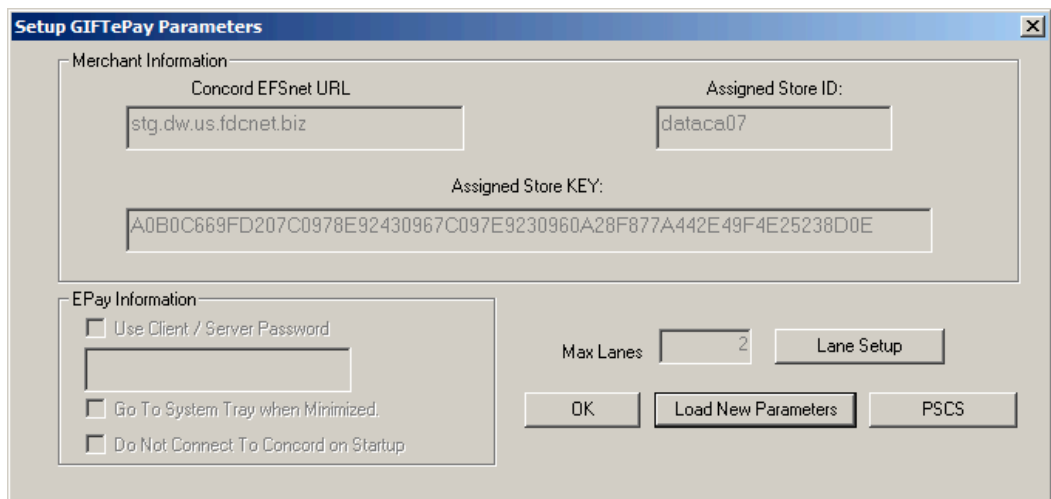 Setup GIFTePay Parameters
Merchant Information
Concord EFSnet URL
Assigned Store ID:
stg.dw.us.fdcnet.biz
dataca07
Assigned Store KEY:
A0B0C669FD207C0978E92430967C097E9230960A28F877A442E49F4E25238D0E
EPay Information
Use Client / Server Password
Max Lanes
2
Lane Setup
Go To System Tray when Minimized.
OK
Load New Parameters
PSCS
Do Not Connect To Concord on Startup